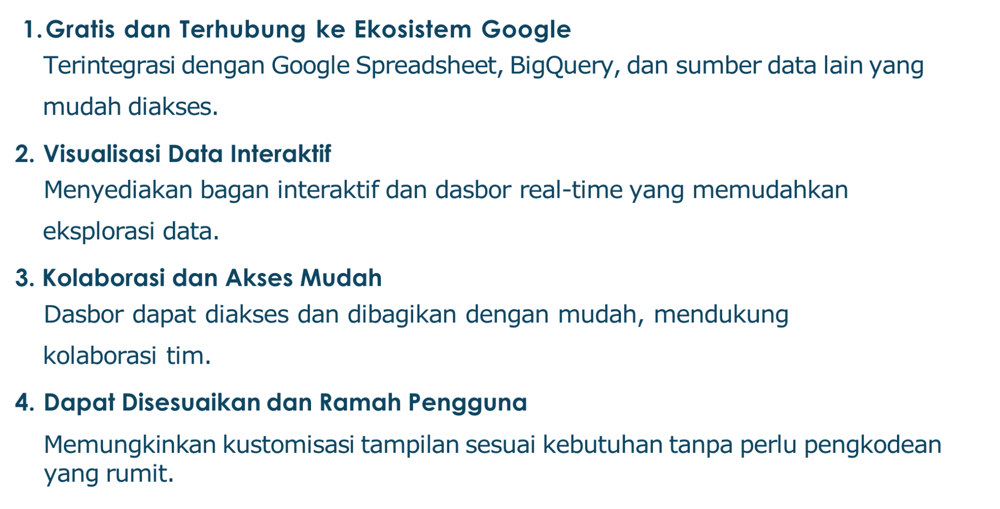 1. Gratis dan Terhubung ke Ekosistem Google
Terintegrasi dengan Google Spreadsheet, BigQuery, dan sumber data lain yang
mudah diakses.
2. Visualisasi Data Interaktif
Menyediakan bagan interaktif dan dasbor real-time yang memudahkan
eksplorasi data.
3. Kolaborasi dan Akses Mudah
Dasbor dapat diakses dan dibagikan dengan mudah, mendukung
kolaborasi tim.
4. Dapat Disesuaikan dan Ramah Pengguna
Memungkinkan kustomisasi tampilan sesuai kebutuhan tanpa perlu pengkodean
yang rumit.